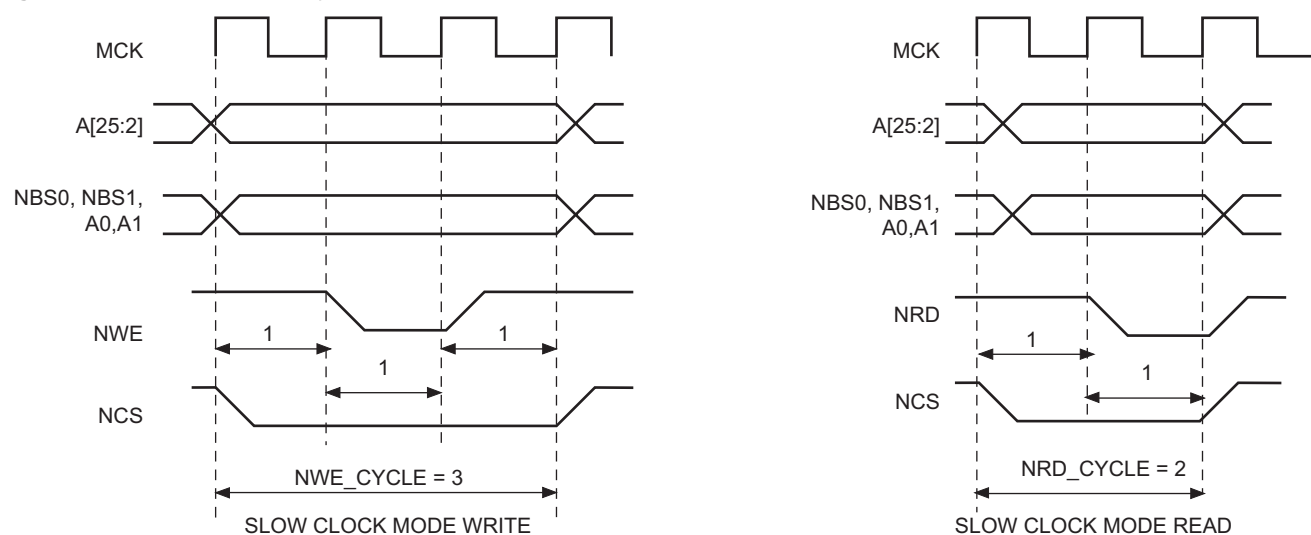 MCK
A[25:2]
NBS0, NBS1,
A0,A1
NWE
1
1
1
NCS
NWE_CYCLE = 3
SLOW CLOCK MODE WRITE
MCK
A[25:2]
NBS0, NBS1,
A0,A1
NRD
1
1
NCS
NRD_CYCLE = 2
SLOW CLOCK MODE READ